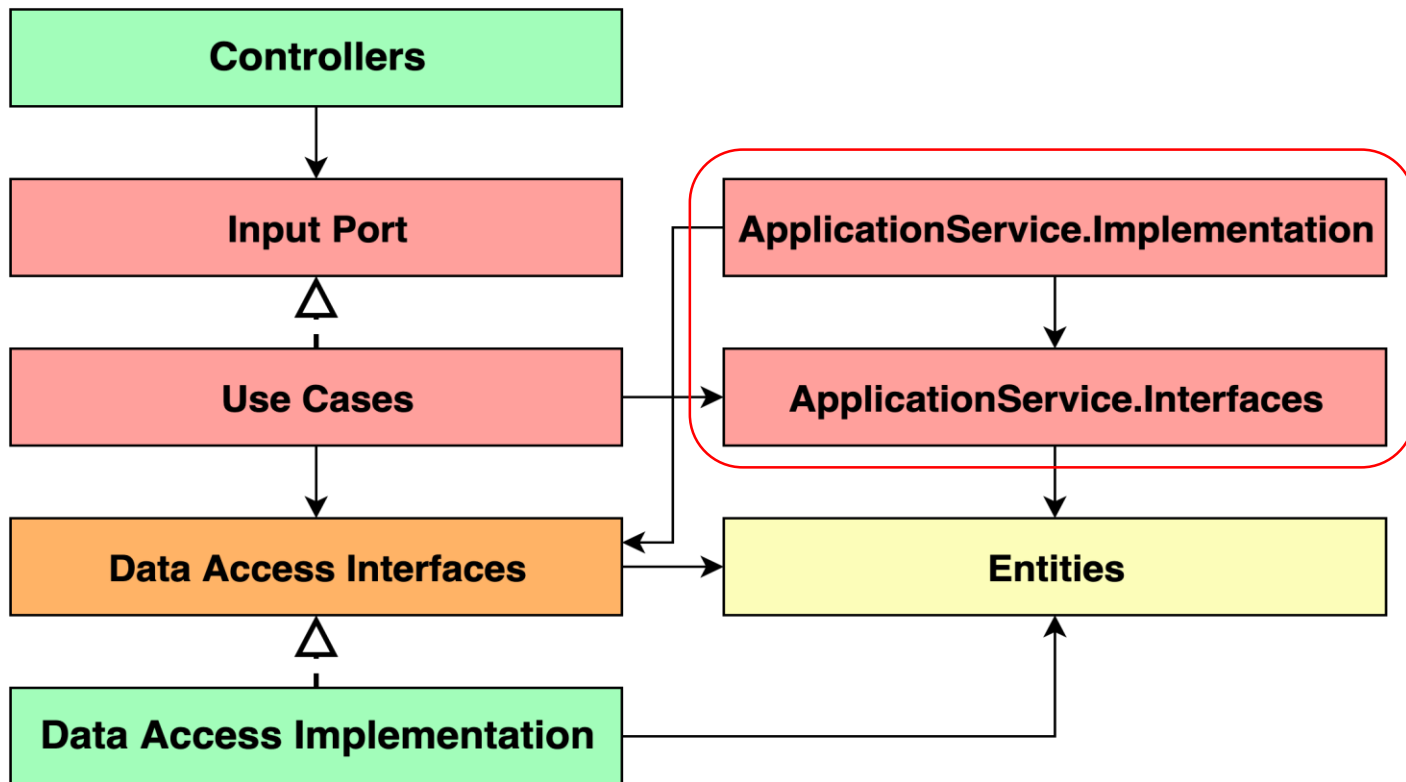 Controllers
Input Port
ApplicationService.Implementation
Use Cases
ApplicationService.Interfaces
Data Access Interfaces
Entities
Data Access Implementation